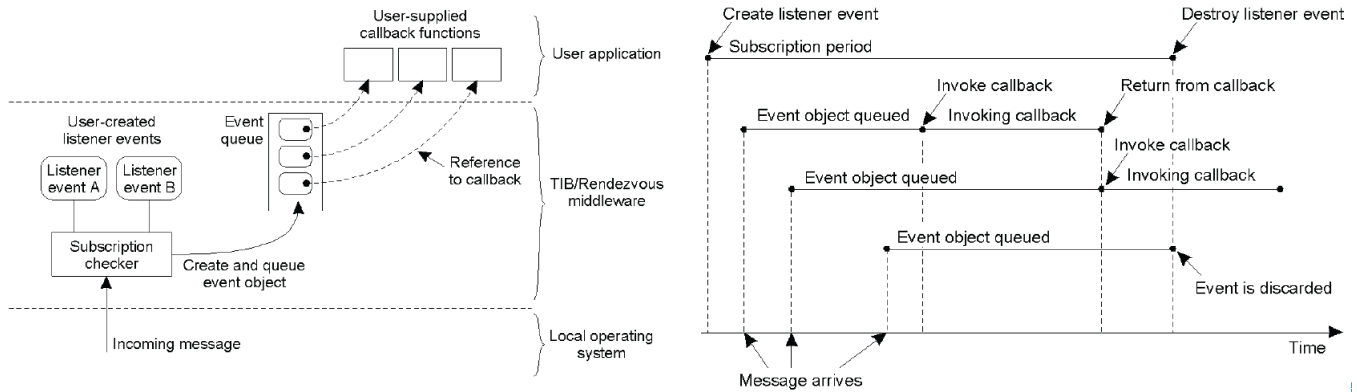 User-supplied
callback functions
User application
User-created
listener events
Event
queue
Listener
event A
Listener
event B
Reference
to callback
TIB/Rendezvous
middleware
Subscription
checker
Create and queue
event object
Incoming message
Local operating
system
Create listener event
Destroy listener event
Subscription period
Invoke callback
Return from callback
Event object queued
Invoking callback
Invoke callback
Event object queued
Invoking callback
Event object queued
Event is discarded
Time
Message arrives